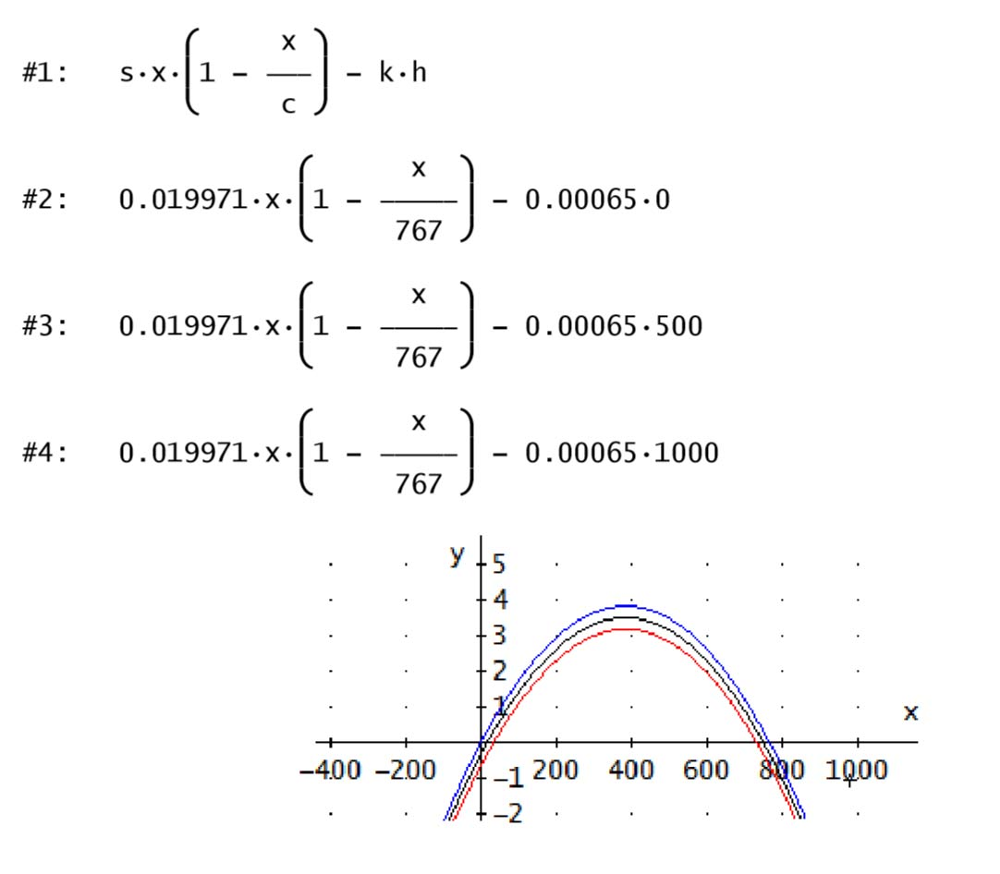 x
#1: s·x·(1 - ―) - k·h
c
x
#2: 0.019971·x·(1 - ―) - 0.00065·0
767
x
#3: 0.019971·x·(1 - ―) - 0.00065·500
767
x
#4: 0.019971·x·(1 - ―) - 0.00065·1000
767
y 5
4
3
2
1
x
-400 -200 -1 200 400 600 800 1000
-2